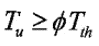 T_u ≥ ϕT_th